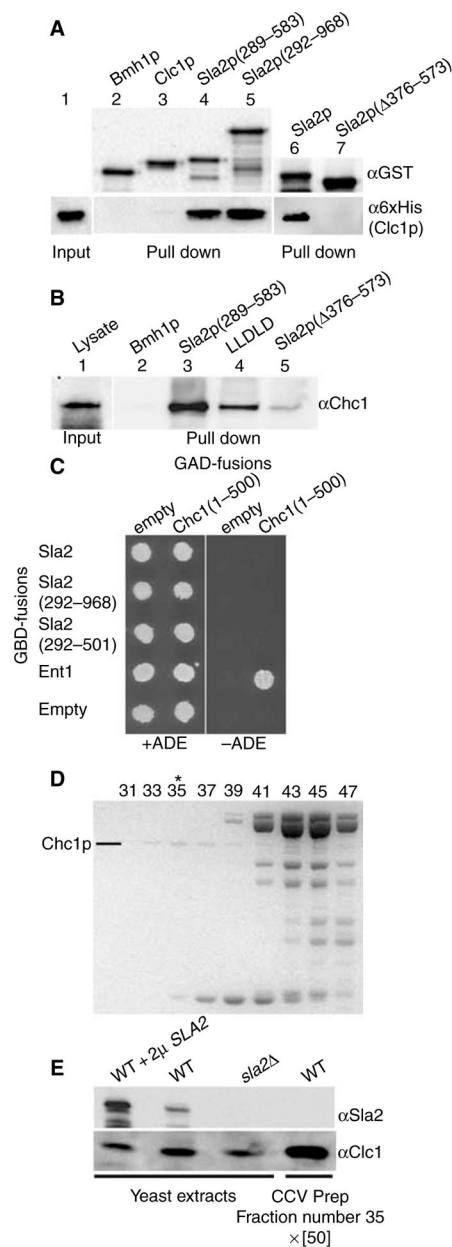 A
Bmh1p
Clc1p
Sla2p(289–583)
Sla2p(292–968)
1 2 3 4 5
Sla2p
Sla2p(Δ376–573)
6 7
αGST
α6xHis
(Clc1p)
Input Pull down Pull down
B
Lysate
Bmh1p
Sla2p(289–583)
LLDLD
Sla2p(Δ376–573)
1 2 3 4 5
αChc1
Input Pull down
C
GAD-fusions
empty
Chc1(1–500)
empty
Chc1(1–500)
GBD-fusions
Sla2
Sla2
(292–968)
Sla2
(292–501)
Ent1
Empty
+ADE –ADE
D
*
31 33 35 37 39 41 43 45 47
Chc1p
E
WT + 2μ SLA2
WT
sla2Δ
WT
αSla2
αClc1
Yeast extracts CCV Prep
Fraction number 35
×[50]